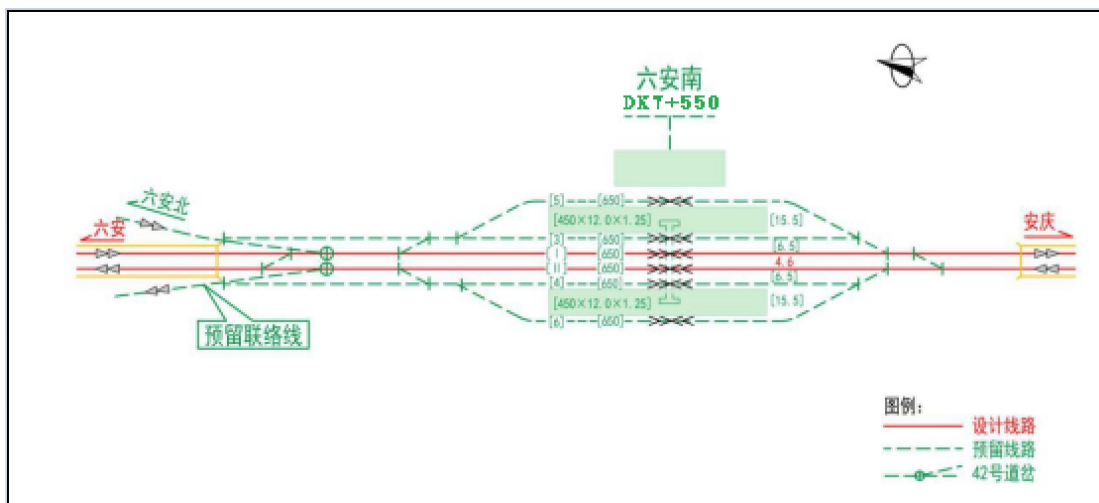 六安南
DK7+550
六安北
六安
安庆
[5] [650]
[450×12.0×1.25] [15.5]
[3] [650]
[6.5]
[650]
4.6
[650]
[6.5]
[4] [650]
[450×12.0×1.25] [15.5]
[6] [650]
预留联络线
图例：
设计线路
预留线路
42号道岔